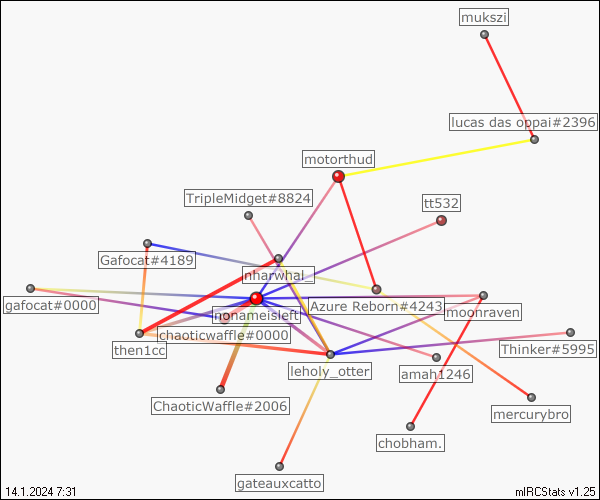 mukszi
lucas das oppai#2396
motorthud
TripleMidget#8824
tt532
Gafocat#4189
nharwhal_
gafocat#0000
Azure Reborn#4243
nonameisleft
moonraven
chaoticwaffle#0000
then1cc
Thinker#5995
leholy_otter
amah1246
ChaoticWaffle#2006
mercurybro
chobham.
gateauxcatto
14.1.2024 7:31
mIRCStats v1.25